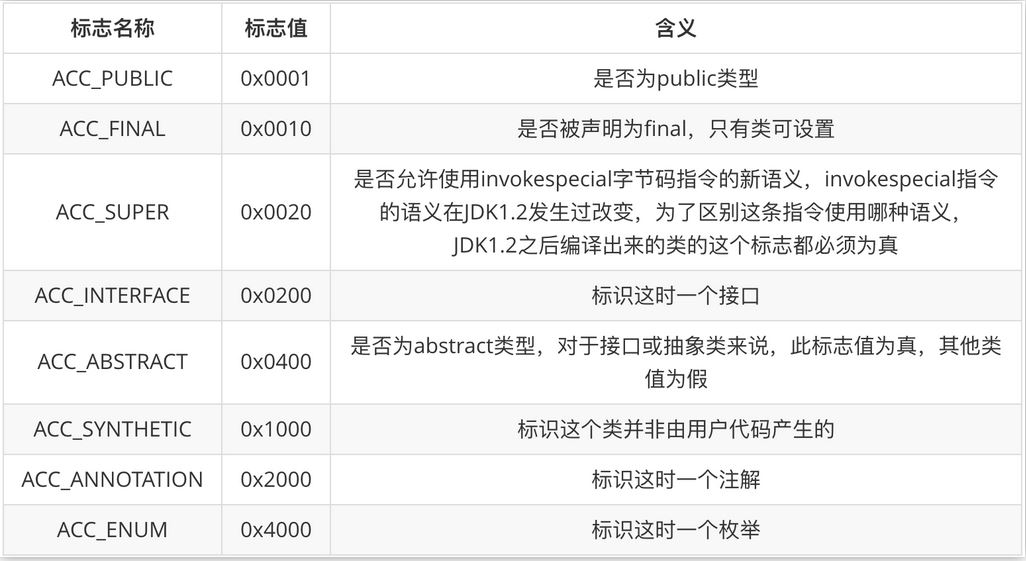 标志名称 标志值 含义
ACC_PUBLIC 0x0001 是否为public类型
ACC_FINAL 0x0010 是否被声明为final，只有类可设置
ACC_SUPER 0x0020 是否允许使用invokespecial字节码指令的新语义，invokespecial指令
的语义在JDK1.2发生过改变，为了区别这条指令使用哪种语义，
JDK1.2之后编译出来的类的这个标志都必须为真
ACC_INTERFACE 0x0200 标识这时一个接口
ACC_ABSTRACT 0x0400 是否为abstract类型，对于接口或抽象类来说，此标志值为真，其他类
值为假
ACC_SYNTHETIC 0x1000 标识这个类并非由用户代码产生的
ACC_ANNOTATION 0x2000 标识这时一个注解
ACC_ENUM 0x4000 标识这时一个枚举